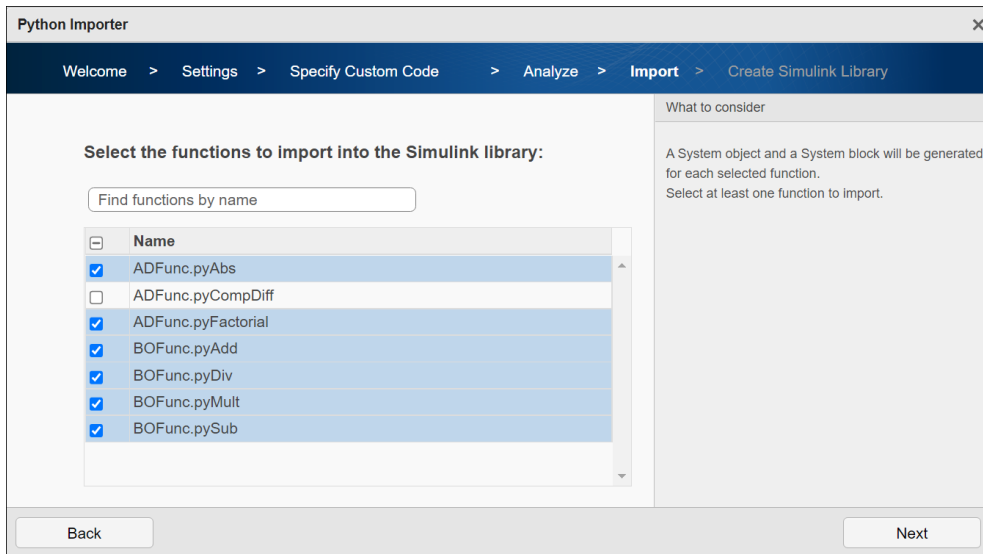 Python Importer
Welcome > Settings > Specify Custom Code > Analyze > Import > Create Simulink Library
Select the functions to import into the Simulink library:
Find functions by name
Name
ADFunc.pyAbs
ADFunc.pyCompDiff
ADFunc.pyFactorial
BOFunc.pyAdd
BOFunc.pyDiv
BOFunc.pyMult
BOFunc.pySub
What to consider
A System object and a System block will be generated
for each selected function.
Select at least one function to import.
Back
Next